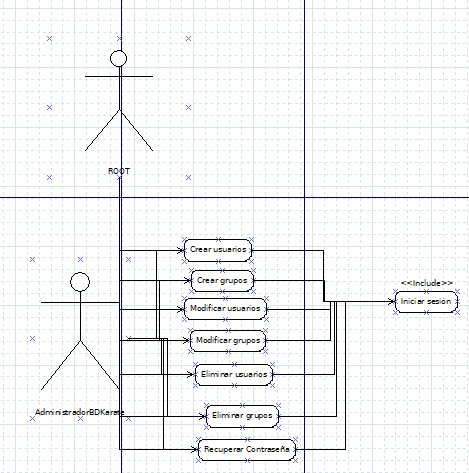 ROOT
Crear usuarios
Crear grupos
<<Include>>
Iniciar sesión
Modificar usuarios
Modificar grupos
Eliminar usuarios
AdministradorBDKarate
Eliminar grupos
Recuperar Contraseña